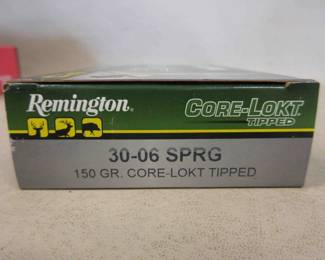 Remington
CORE-LOKT
TIPPED
30-06 SPRG
150 GR. CORE-LOKT TIPPED